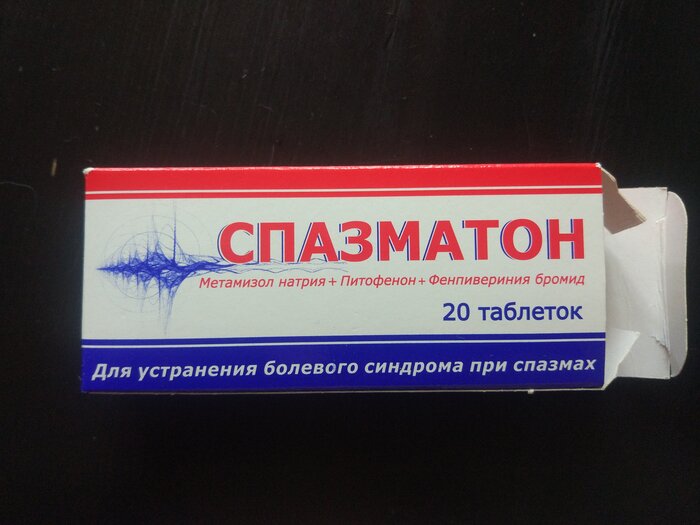 СПАЗМАТОН
Метамизол натрия + Питофенон + Фенпивериния бромид
20 таблеток
Для устранения болевого синдрома при спазмах